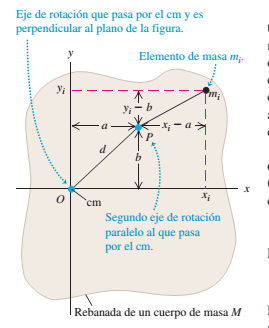 Eje de rotación que pasa por el cm y es
perpendicular al plano de la figura.
y
Elemento de masa mᵢ.
yᵢ
mᵢ
yᵢ − b
a
xᵢ − a
P
d
b
x
O
cm
xᵢ
Segundo eje de rotación
paralelo al que pasa
por el cm.
Rebanada de un cuerpo de masa M